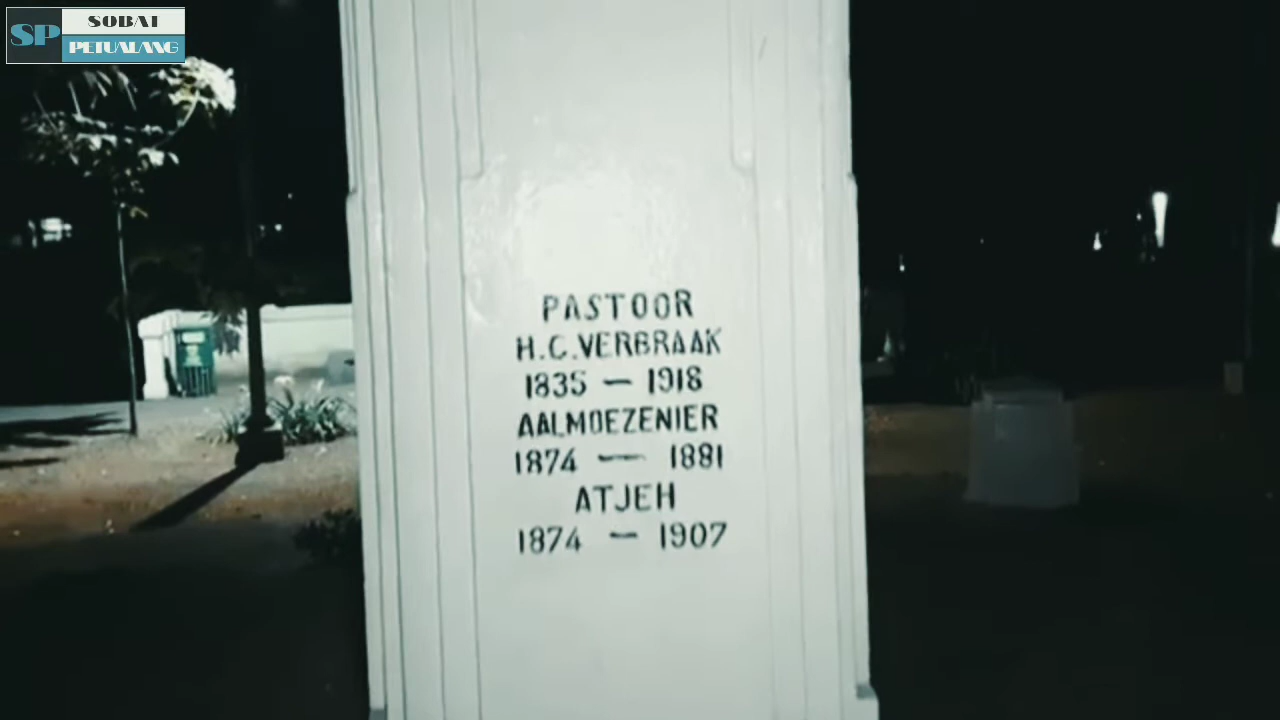 SP
SOBAT
PETUALANG
PASTOOR
H.C.VERBRAAK
1835 — 1918
AALMOEZENIER
1874 — 1881
ATJEH
1874 — 1907